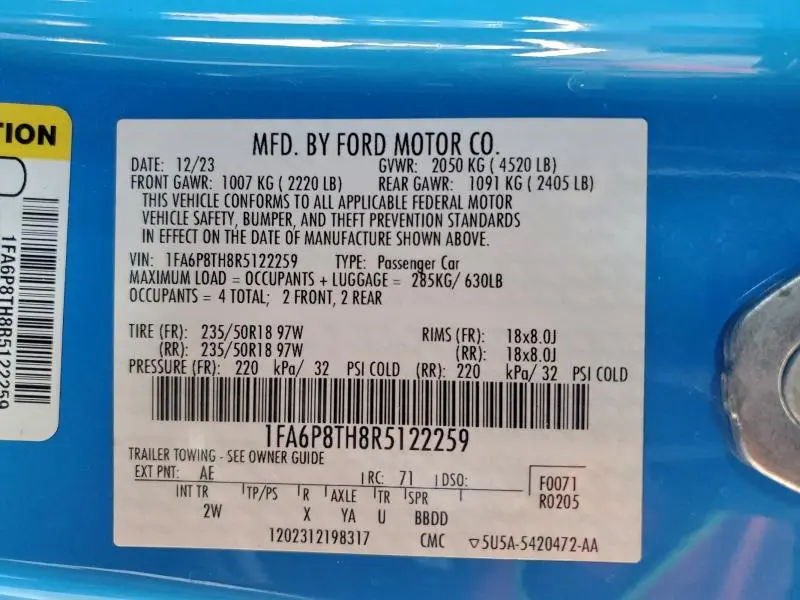 TION
1FA6P8TH8R5122259
MFD. BY FORD MOTOR CO.
DATE: 12/23 GVWR: 2050 KG ( 4520 LB)
FRONT GAWR: 1007 KG ( 2220 LB) REAR GAWR: 1091 KG ( 2405 LB)
THIS VEHICLE CONFORMS TO ALL APPLICABLE FEDERAL MOTOR
VEHICLE SAFETY, BUMPER, AND THEFT PREVENTION STANDARDS
IN EFFECT ON THE DATE OF MANUFACTURE SHOWN ABOVE.
VIN: 1FA6P8TH8R5122259 TYPE: Passenger Car
MAXIMUM LOAD = OCCUPANTS + LUGGAGE = 285KG/ 630LB
OCCUPANTS = 4 TOTAL; 2 FRONT, 2 REAR
TIRE (FR): 235/50R18 97W RIMS (FR): 18x8.0J
(RR): 235/50R18 97W (RR): 18x8.0J
PRESSURE (FR): 220 kPa/ 32 PSI COLD (RR): 220 kPa/ 32 PSI COLD
1FA6P8TH8R5122259
TRAILER TOWING - SEE OWNER GUIDE
EXT PNT: AE RC: 71 DSO: F0071
INT TR TP/PS R AXLE TR SPR R0205
2W X YA U BBDD
1202312198317 CMC ▽5U5A-5420472-AA